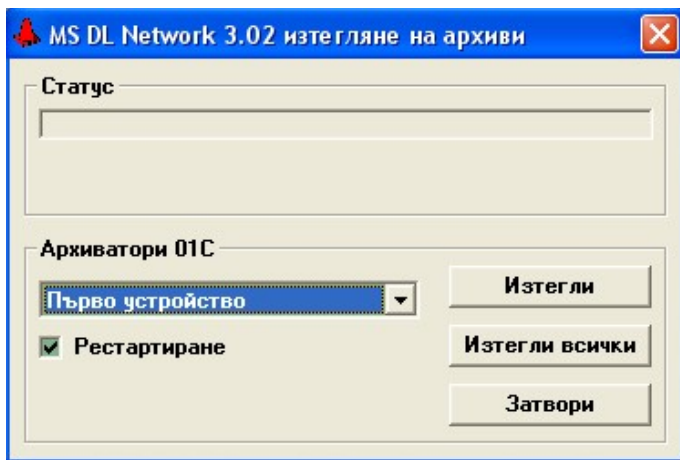 MS DL Network 3.02 изтегляне на архиви
Статус
Архиватори 01C
Първо устройство
Изтегли
Рестартиране
Изтегли всички
Затвори